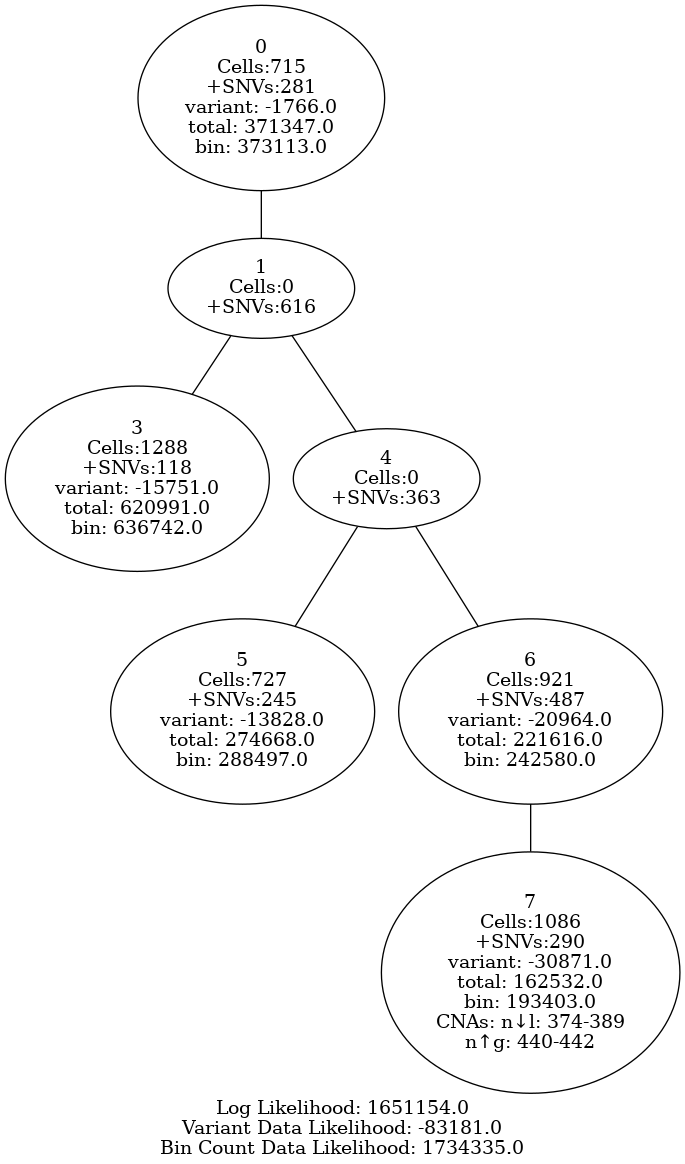 0
Cells:715
+SNVs:281
variant: -1766.0
total: 371347.0
bin: 373113.0
1
Cells:0
+SNVs:616
3
Cells:1288
+SNVs:118
variant: -15751.0
total: 620991.0
bin: 636742.0
4
Cells:0
+SNVs:363
5
Cells:727
+SNVs:245
variant: -13828.0
total: 274668.0
bin: 288497.0
6
Cells:921
+SNVs:487
variant: -20964.0
total: 221616.0
bin: 242580.0
7
Cells:1086
+SNVs:290
variant: -30871.0
total: 162532.0
bin: 193403.0
CNAs: n↓l: 374-389
n↑g: 440-442
Log Likelihood: 1651154.0
Variant Data Likelihood: -83181.0
Bin Count Data Likelihood: 1734335.0